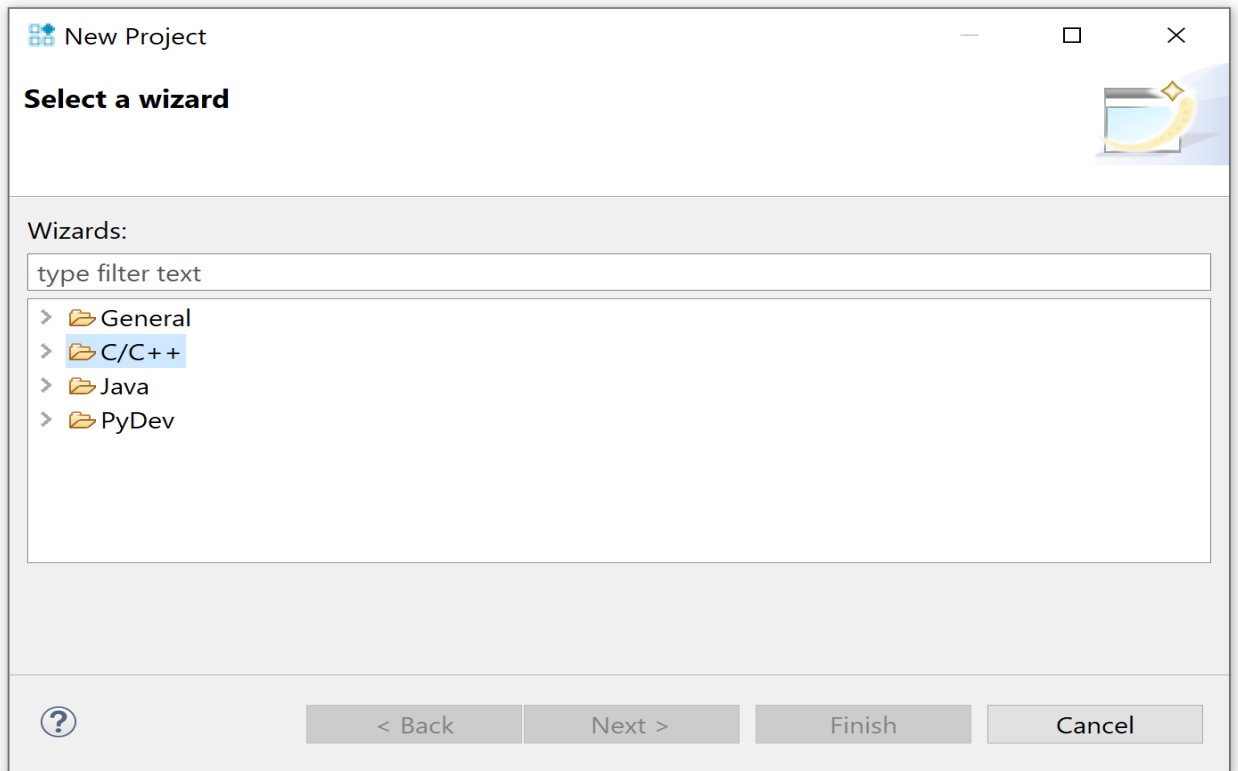 New Project
Select a wizard
Wizards:
type filter text
General
C/C++
Java
PyDev
?
< Back
Next >
Finish
Cancel